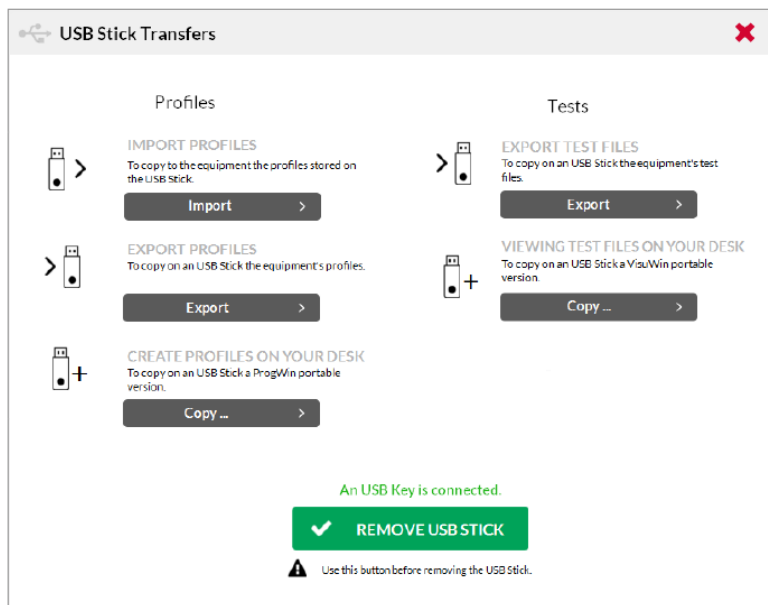 USB Stick Transfers
Profiles
IMPORT PROFILES
To copy to the equipment the profiles stored on
the USB Stick.
Import >
EXPORT PROFILES
To copy on an USB Stick the equipment's profiles.
Export >
CREATE PROFILES ON YOUR DESK
To copy on an USB Stick a ProgWin portable
version.
Copy ... >
Tests
EXPORT TEST FILES
To copy on an USB Stick the equipment's test
files.
Export >
VIEWING TEST FILES ON YOUR DESK
To copy on an USB Stick a VisuWin portable
version.
Copy ... >
An USB Key is connected.
REMOVE USB STICK
Use this button before removing the USB Stick.